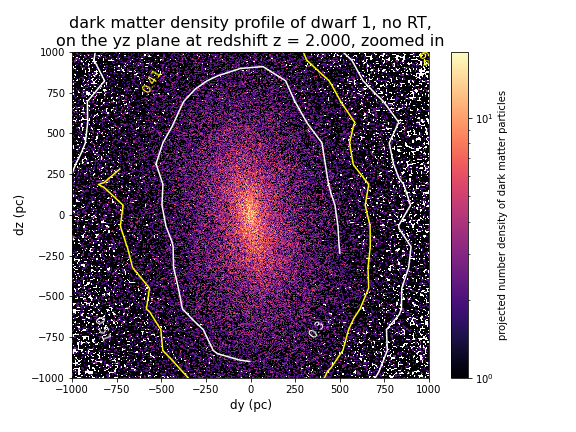 dark matter density profile of dwarf 1, no RT,
on the yz plane at redshift z = 2.000, zoomed in
1000
750
500
250
0
−250
−500
−750
−1000
dz (pc)
0.41
0.3
−1000 −750 −500 −250 0 250 500 750 1000
dy (pc)
10¹
10⁰
projected number density of dark matter particles